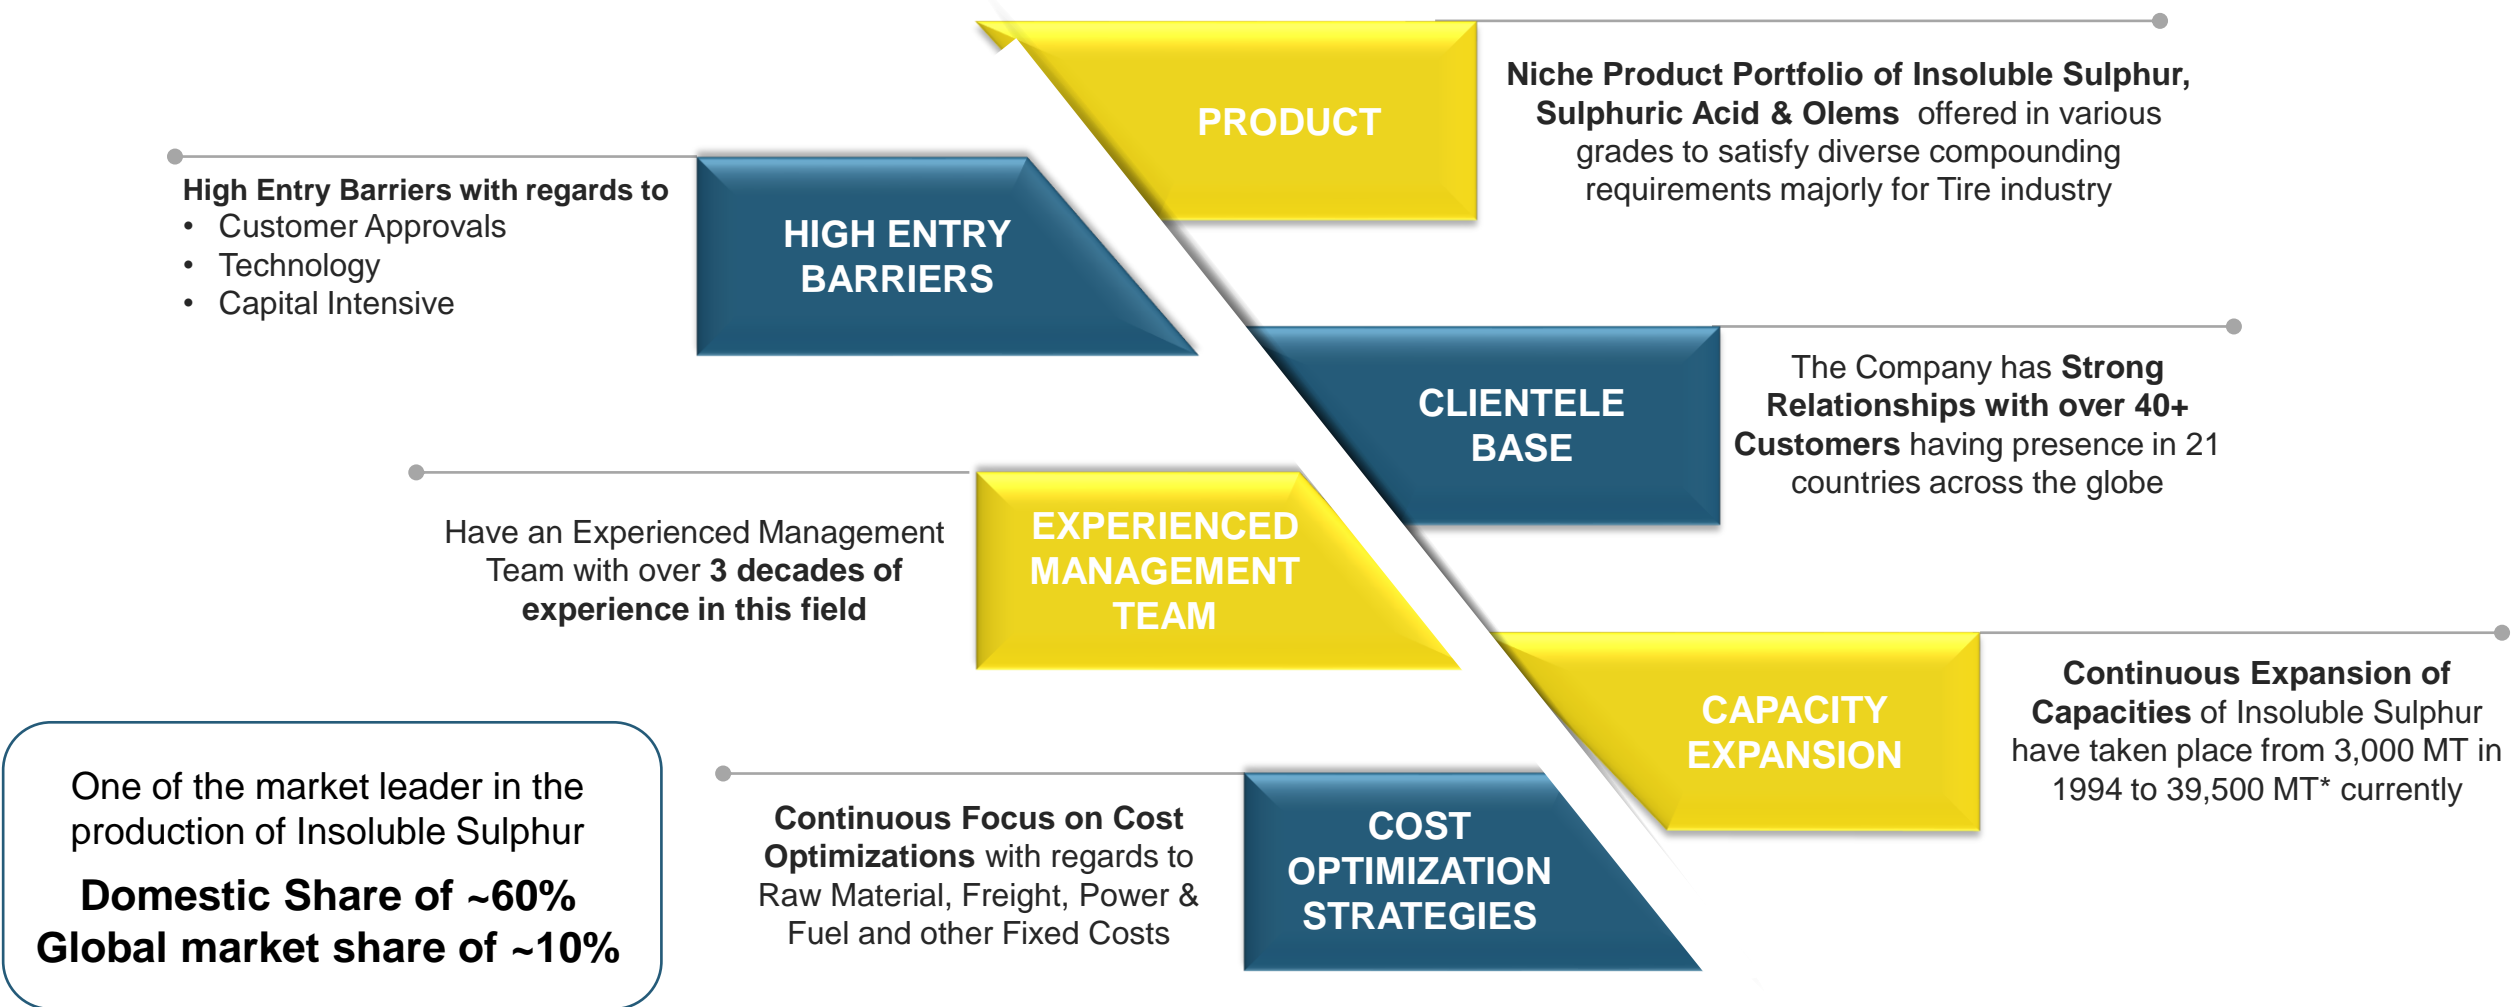 PRODUCT
Niche Product Portfolio of Insoluble Sulphur,
Sulphuric Acid & Olems offered in various
grades to satisfy diverse compounding
requirements majorly for Tire industry
High Entry Barriers with regards to
• Customer Approvals
• Technology
• Capital Intensive
HIGH ENTRY
BARRIERS
CLIENTELE
BASE
The Company has Strong
Relationships with over 40+
Customers having presence in 21
countries across the globe
Have an Experienced Management
Team with over 3 decades of
experience in this field
EXPERIENCED
MANAGEMENT
TEAM
CAPACITY
EXPANSION
Continuous Expansion of
Capacities of Insoluble Sulphur
have taken place from 3,000 MT in
1994 to 39,500 MT* currently
Continuous Focus on Cost
Optimizations with regards to
Raw Material, Freight, Power &
Fuel and other Fixed Costs
COST
OPTIMIZATION
STRATEGIES
One of the market leader in the
production of Insoluble Sulphur
Domestic Share of ~60%
Global market share of ~10%